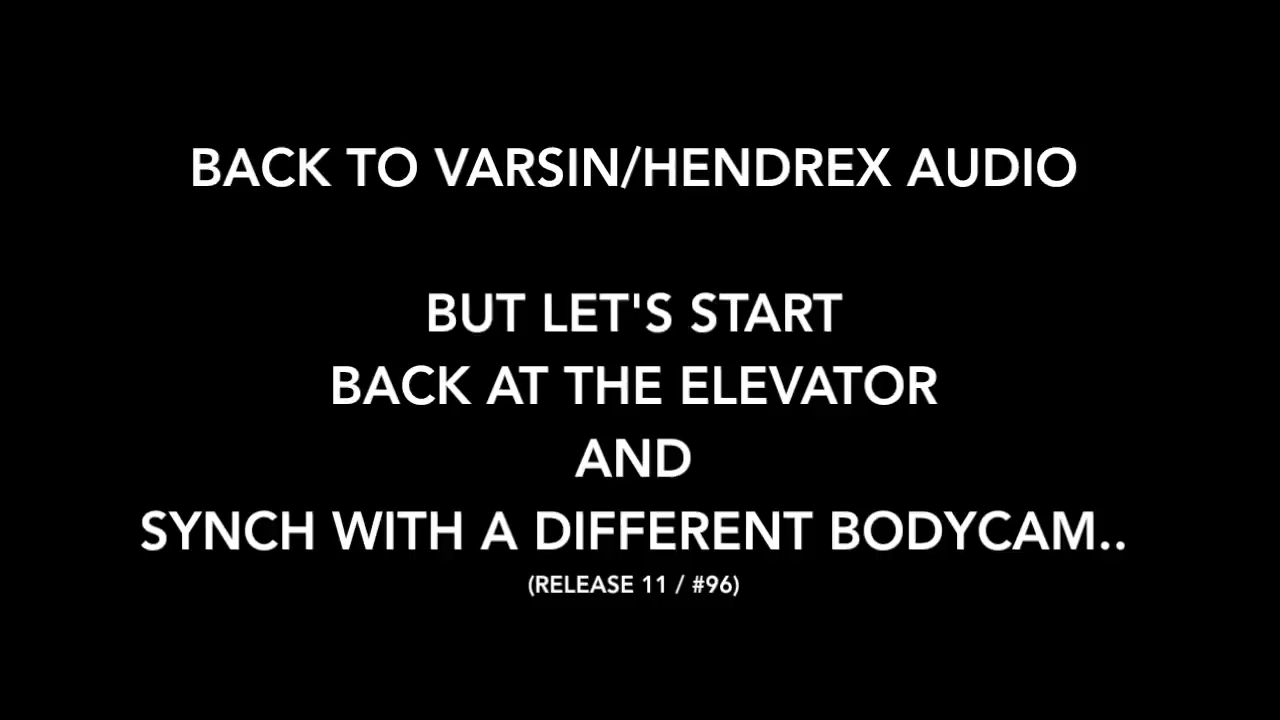 BACK TO VARSIN/HENDREX AUDIO
BUT LET'S START
BACK AT THE ELEVATOR
AND
SYNCH WITH A DIFFERENT BODYCAM..
(RELEASE 11 / #96)